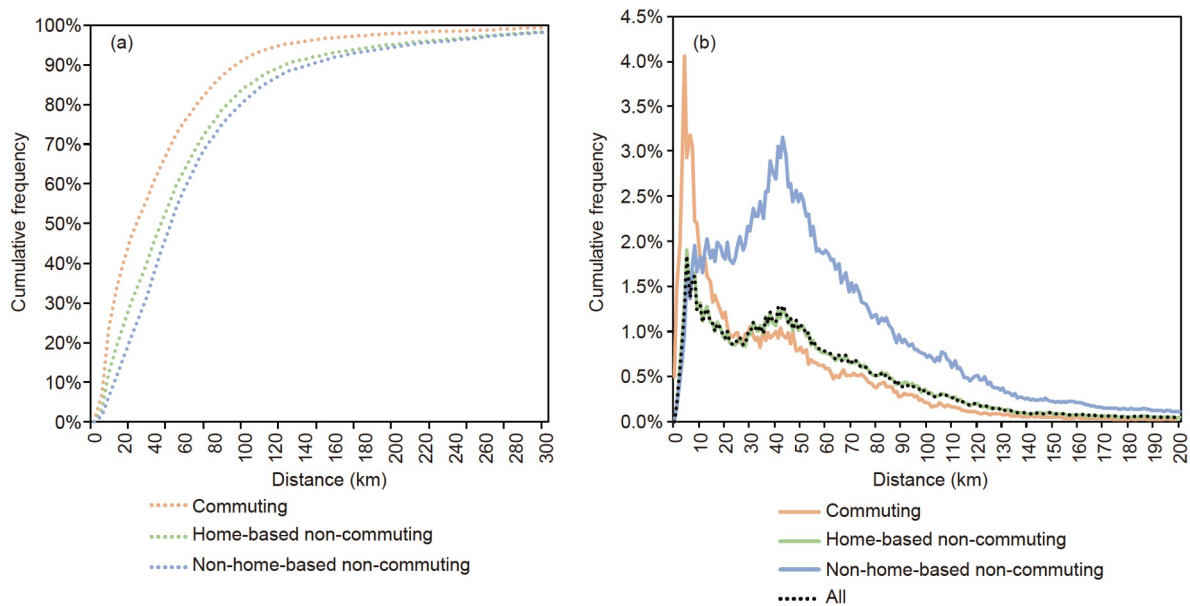 (a)
100%
90%
80%
70%
60%
50%
40%
30%
20%
10%
0%
Cumulative frequency
0 20 40 60 80 100 120 140 160 180 200 220 240 260 280 300
Distance (km)
Commuting
Home-based non-commuting
Non-home-based non-commuting
(b)
4.5%
4.0%
3.5%
3.0%
2.5%
2.0%
1.5%
1.0%
0.5%
0.0%
Cumulative frequency
0 10 20 30 40 50 60 70 80 90 100 110 120 130 140 150 160 170 180 190 200
Distance (km)
Commuting
Home-based non-commuting
Non-home-based non-commuting
All